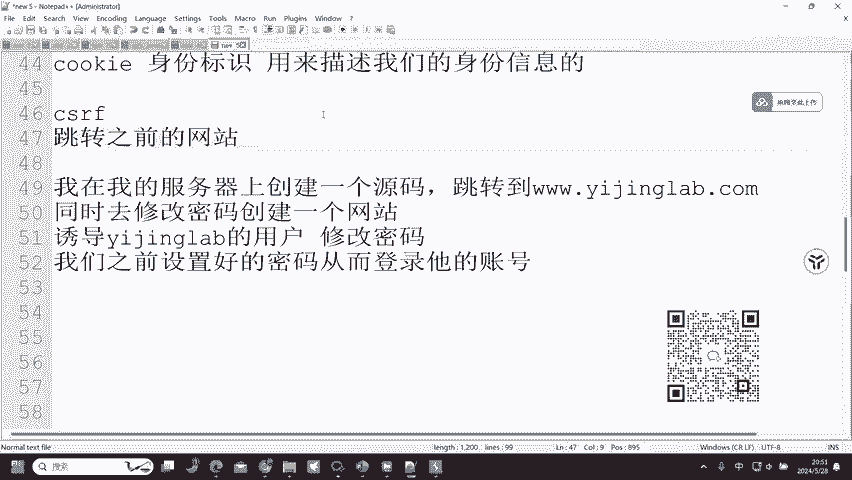 *new 5 - Notepad++ [Administrator]
File Edit Search View Encoding Language Settings Tools Macro Run Plugins Window ?
44 cookie 身份标识 用来描述我们的身份信息的
45
46 csrf
47 跳转之前的网站
48
49 我在我的服务器上创建一个源码，跳转到www.yijinglab.com
50 同时去修改密码创建一个网站
51 诱导yijinglab的用户 修改密码
52 我们之前设置好的密码从而登录他的账号
53
54
55
56
57
58
拖拽至此上传
Normal text file length : 1,200 lines : 99 Ln : 47 Col : 9 Pos : 895 Windows (CR LF) UTF-8 INS
搜索
中
20:51
2024/5/28